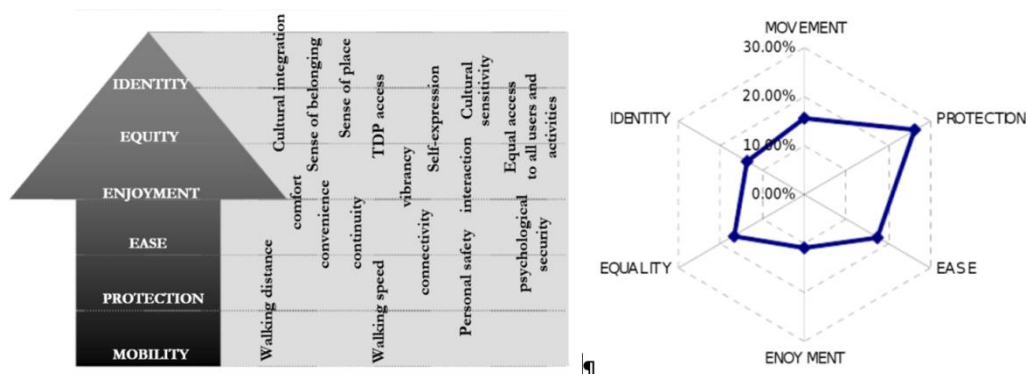 IDENTITY
EQUITY
ENJOYMENT
EASE
PROTECTION
MOBILITY
Cultural integration
Sense of belonging
Sense of place
TDP access
Self-expression
Cultural
sensitivity
Equal access
to all users and
activities
comfort
convenience
continuity
vibrancy
connectivity
interaction
psychological
security
Walking distance
Walking speed
Personal safety
¶
MOVEMENT
30.00%
20.00%
10.00%
0.00%
PROTECTION
EASE
ENOYMENT
EQUALITY
IDENTITY